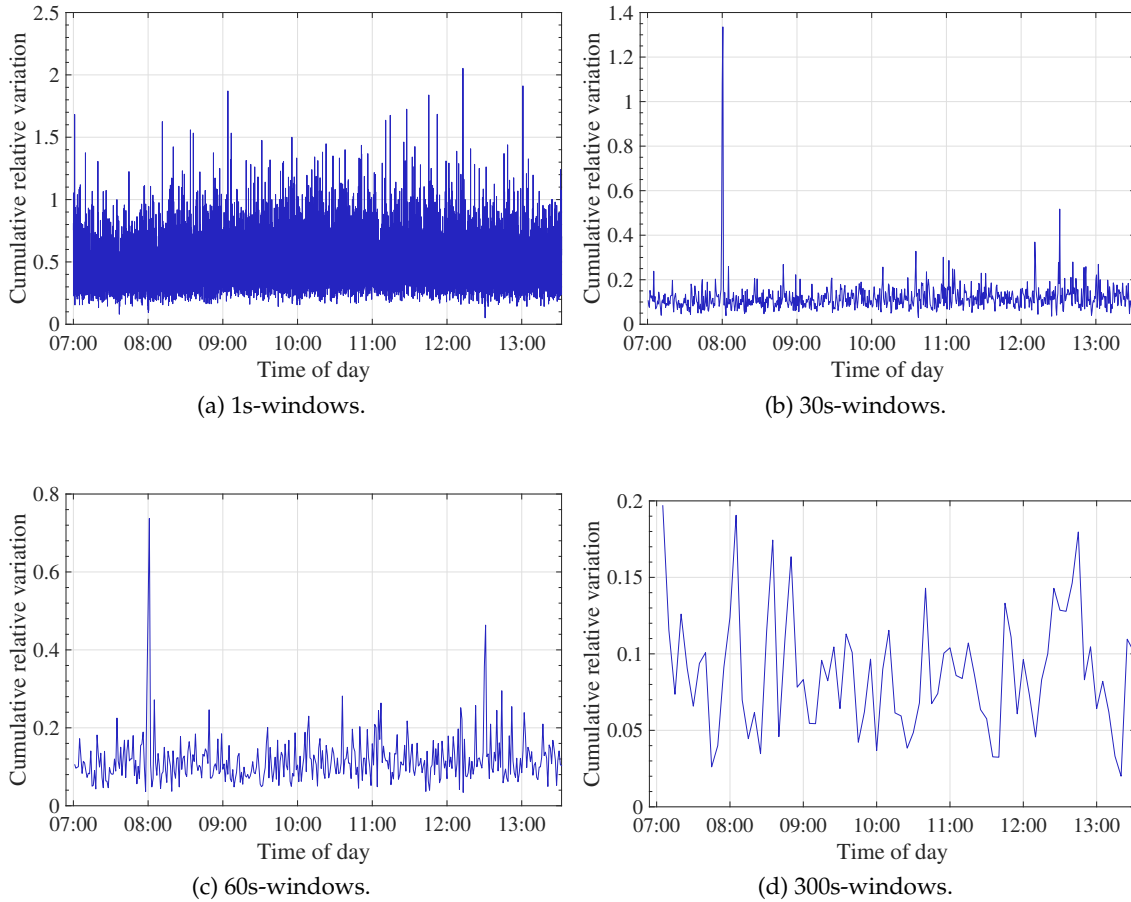 Cumulative relative variation
2.5
2
1.5
1
0.5
0
07:00 08:00 09:00 10:00 11:00 12:00 13:00
Time of day
(a) 1s-windows.
Cumulative relative variation
1.4
1.2
1
0.8
0.6
0.4
0.2
0
07:00 08:00 09:00 10:00 11:00 12:00 13:00
Time of day
(b) 30s-windows.
Cumulative relative variation
0.8
0.6
0.4
0.2
0
07:00 08:00 09:00 10:00 11:00 12:00 13:00
Time of day
(c) 60s-windows.
Cumulative relative variation
0.2
0.15
0.1
0.05
0
07:00 08:00 09:00 10:00 11:00 12:00 13:00
Time of day
(d) 300s-windows.